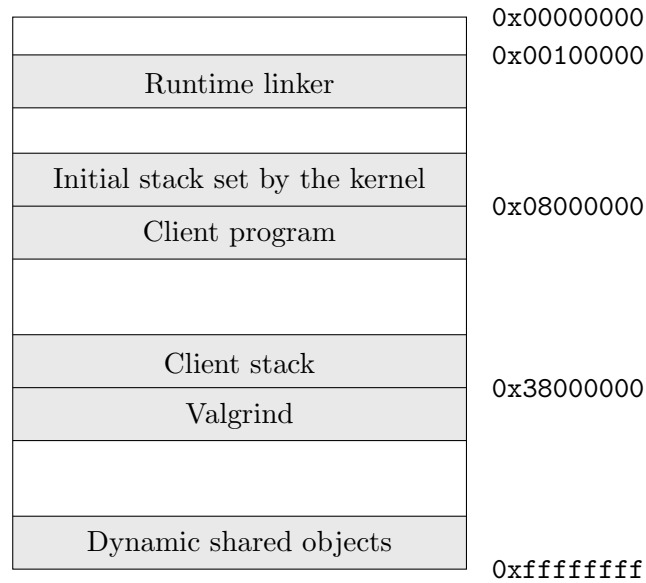 0x00000000
0x00100000
Runtime linker
Initial stack set by the kernel
0x08000000
Client program
Client stack
0x38000000
Valgrind
Dynamic shared objects
0xffffffff